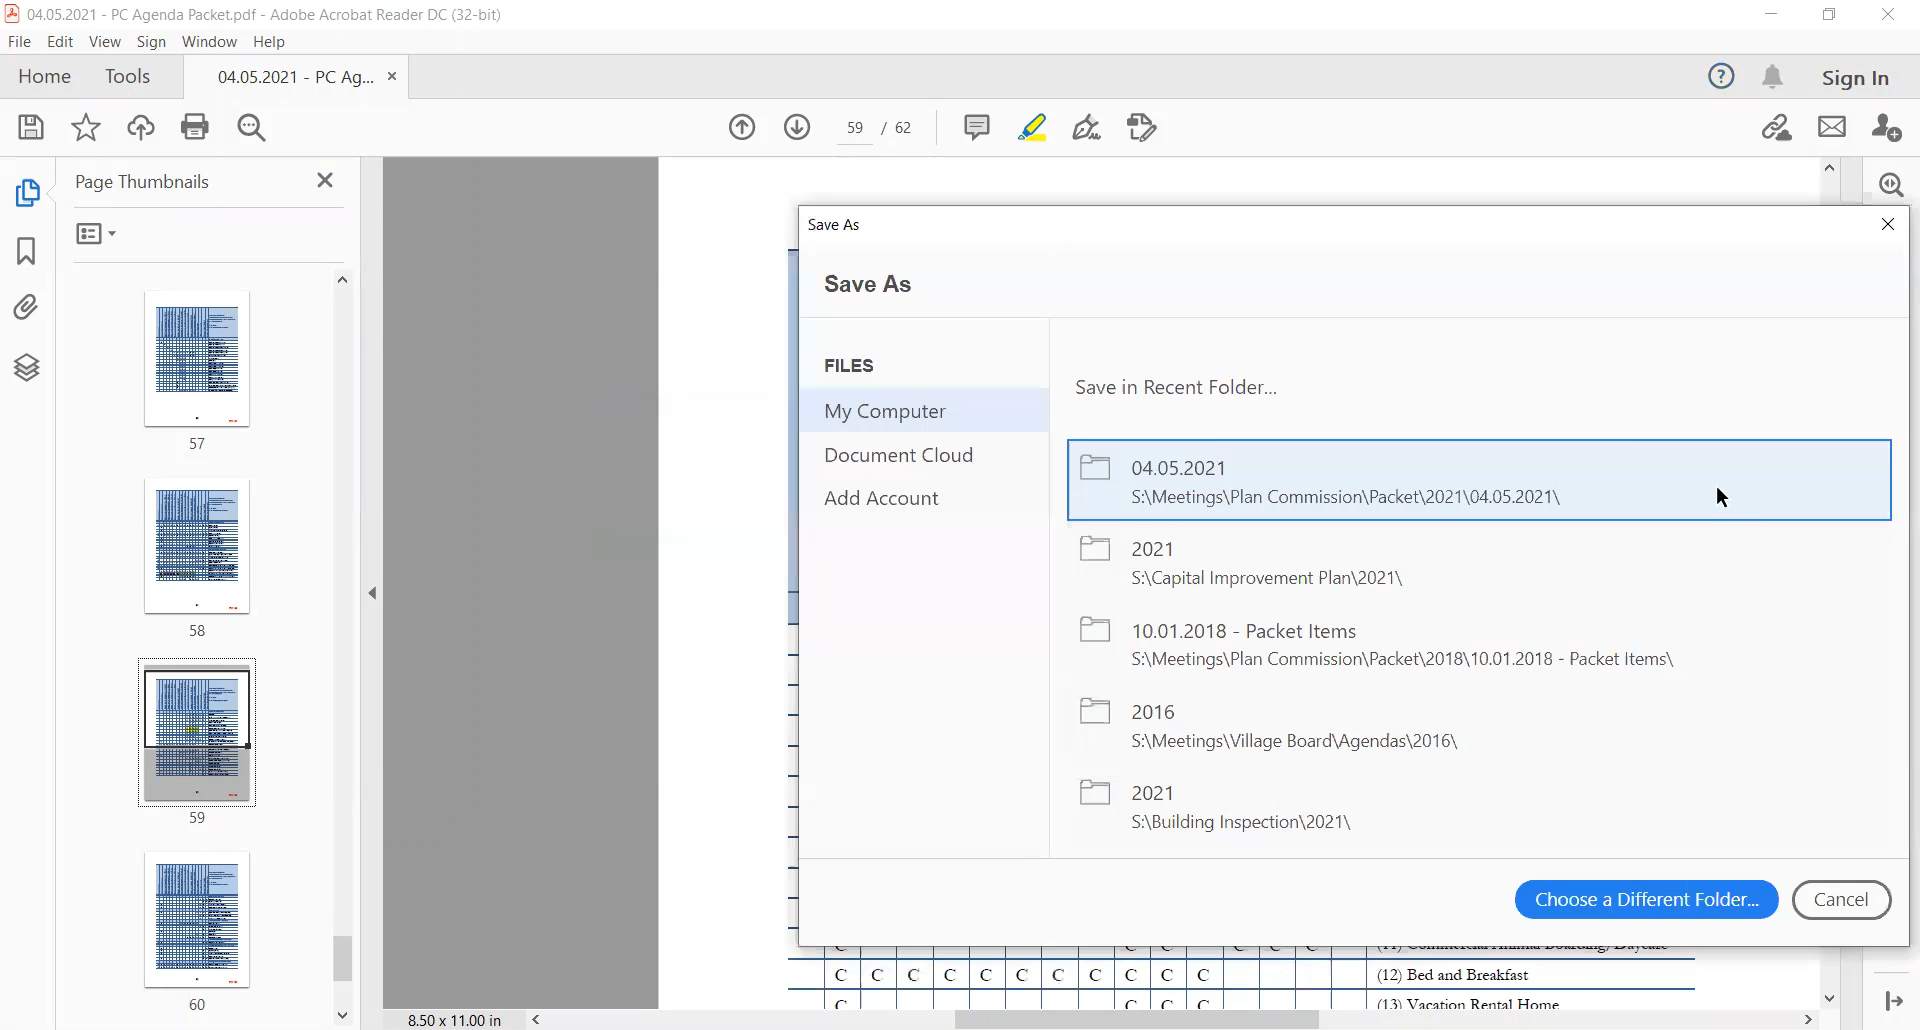 04.05.2021 - PC Agenda Packet.pdf - Adobe Acrobat Reader DC (32-bit)
File Edit View Sign Window Help
Home Tools 04.05.2021 - PC Ag... Sign In
59 / 62
Page Thumbnails
57
58
59
60
Save As
Save As
FILES
My Computer
Document Cloud
Add Account
Save in Recent Folder...
04.05.2021
S:\Meetings\Plan Commission\Packet\2021\04.05.2021\
2021
S:\Capital Improvement Plan\2021\
10.01.2018 - Packet Items
S:\Meetings\Plan Commission\Packet\2018\10.01.2018 - Packet Items\
2016
S:\Meetings\Village Board\Agendas\2016\
2021
S:\Building Inspection\2021\
Choose a Different Folder... Cancel
C C C C C C (11) Commercial Animal Boarding/Daycare
C C C C C C C C C C C (12) Bed and Breakfast
C C C C (13) Vacation Rental Home
8.50 x 11.00 in